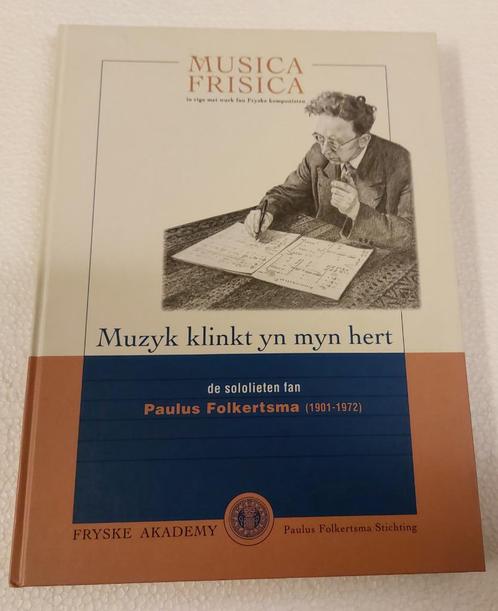 MUSICA
FRISICA
in rige mei wurk fan Fryske komponisten
Muzyk klinkt yn myn hert
de sololieten fan
Paulus Folkertsma (1901-1972)
FRYSKE AKADEMY
Paulus Folkertsma Stichting